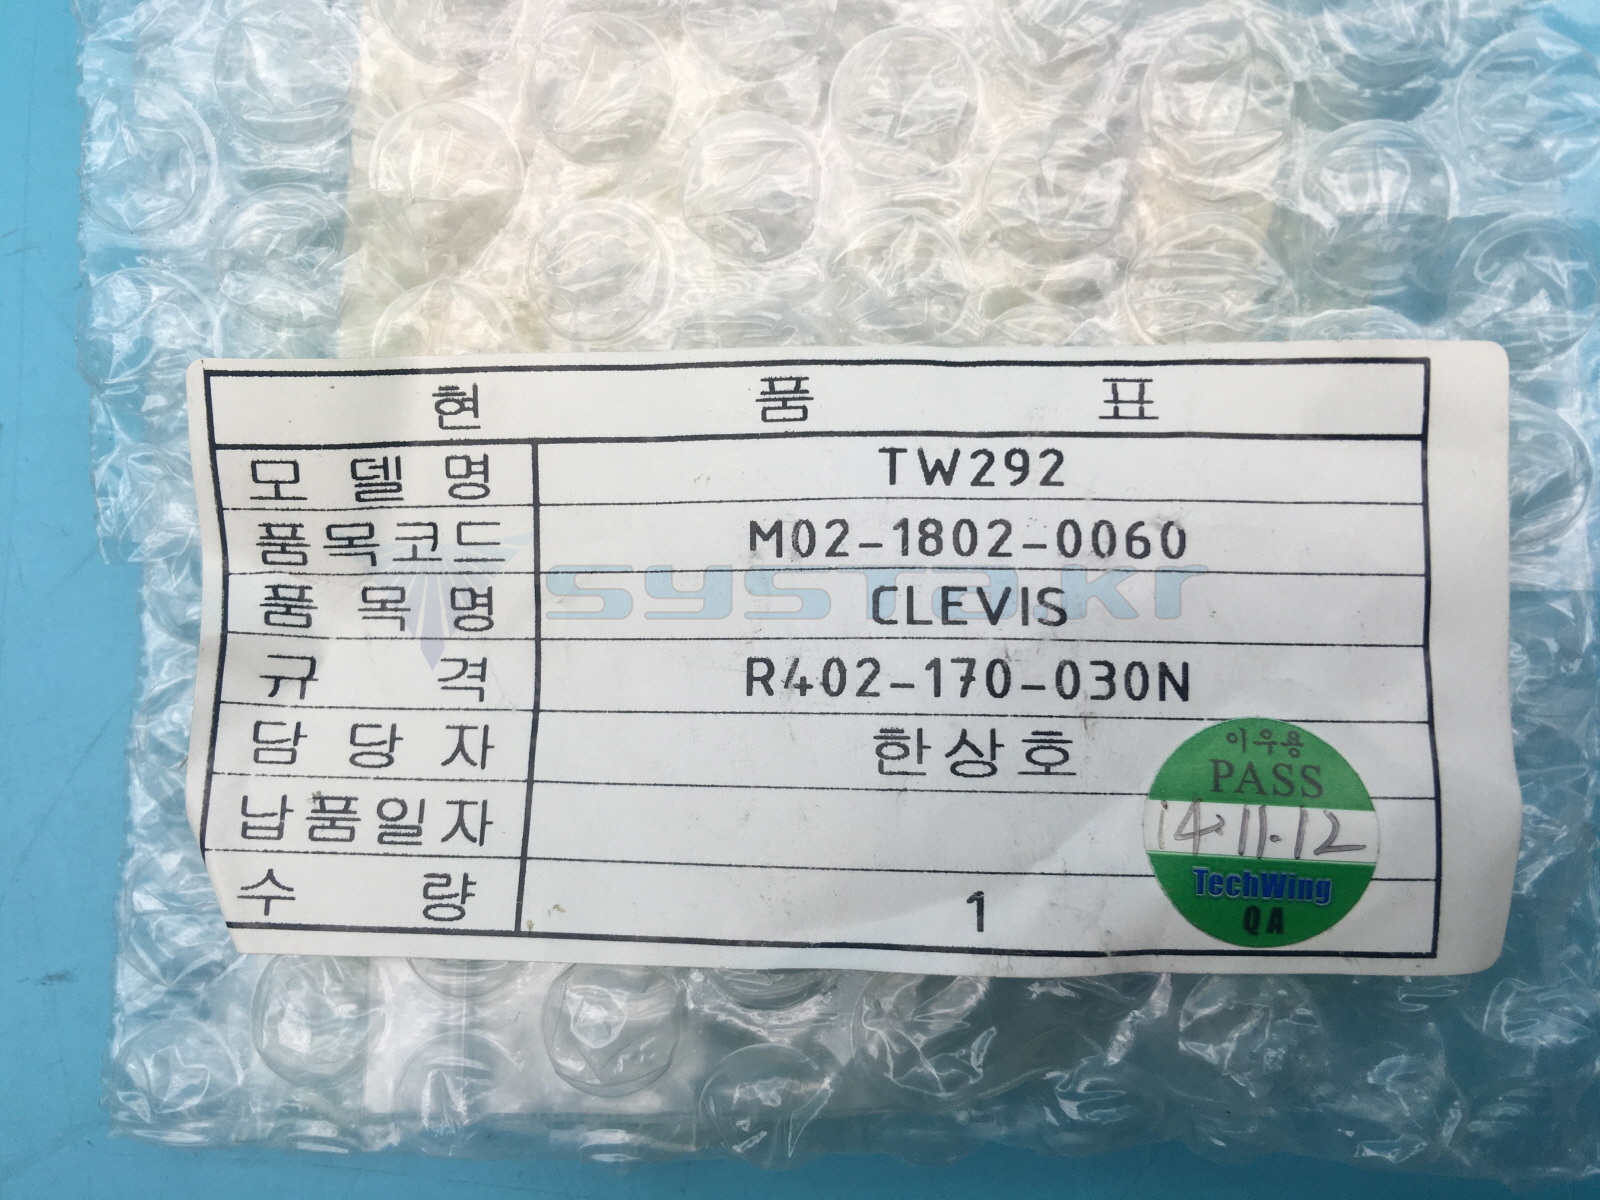 현 품 표
모 델 명 TW292
품목코드 M02-1802-0060
품 목 명 CLEVIS
규 격 R402-170-030N
담 당 자 한상호
납품일자
수 량 1
이우용
PASS
14.11.12
TechWing
QA
systa.kr